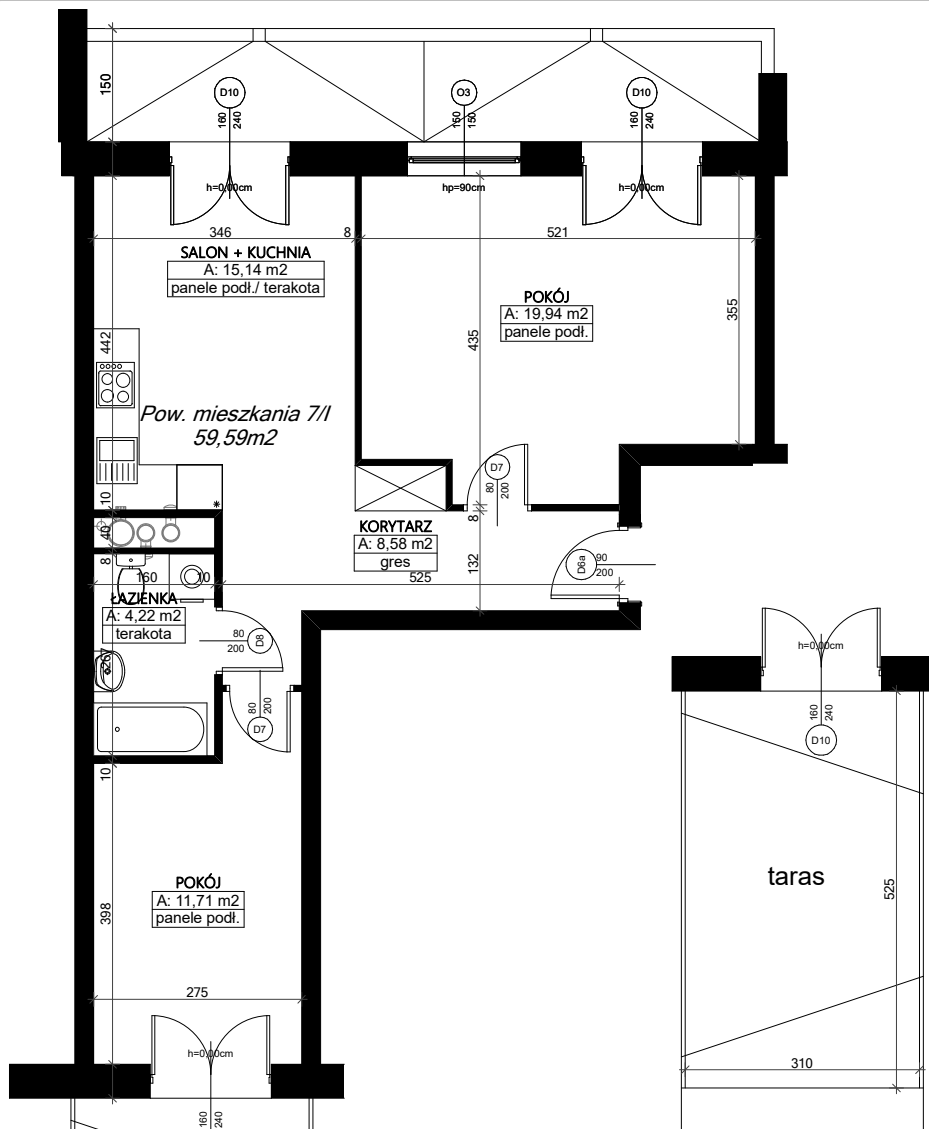 150
D10
160
240
O3
150
150
D10
160
240
h=0,00cm
hp=90cm
h=0,00cm
346
8
521
SALON + KUCHNIA
A: 15,14 m2
panele podł./ terakota
POKÓJ
A: 19,94 m2
panele podł.
355
442
435
Pow. mieszkania 7/I
59,59m2
D7
80
200
10
*
8
40
KORYTARZ
A: 8,58 m2
gres
132
D6a
90
200
8
160
10
525
ŁAZIENKA
A: 4,22 m2
terakota
80
200
D8
267
80
200
D7
10
h=0,00cm
160
240
D10
taras
525
310
POKÓJ
A: 11,71 m2
panele podł.
398
275
h=0,00cm
160
240